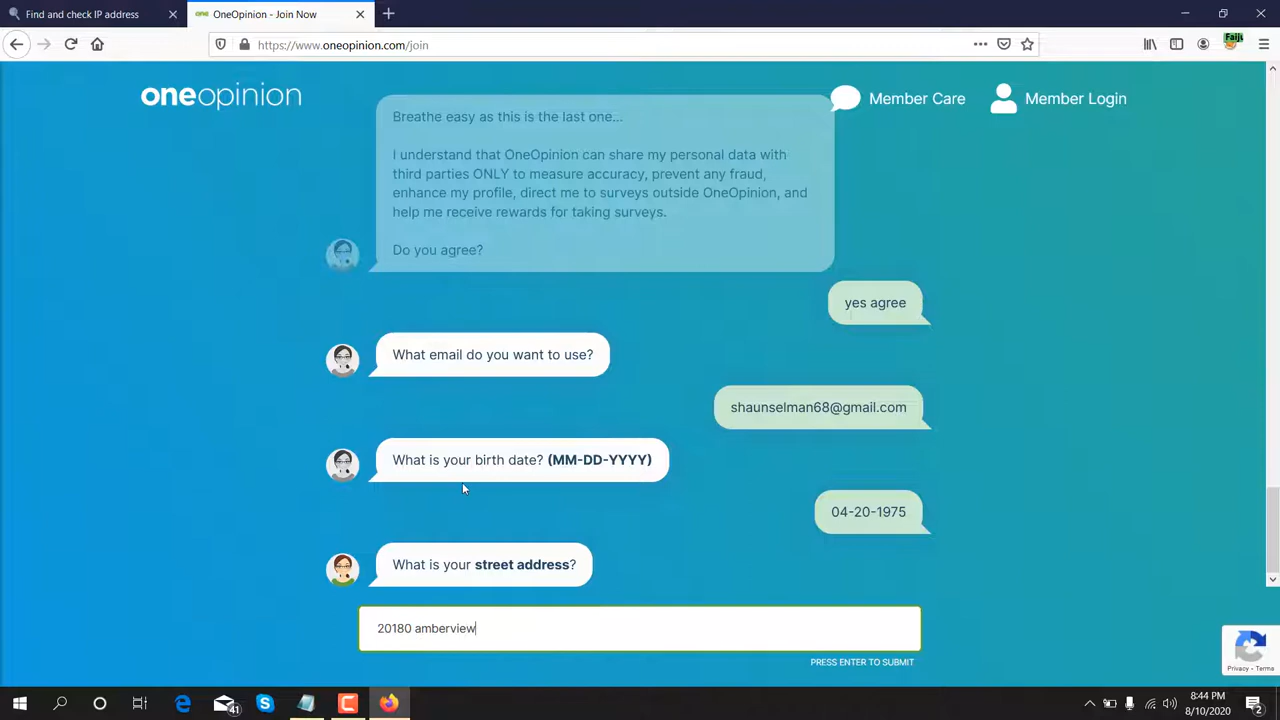 Find and check IP address
OneOpinion - Join Now
https://www.oneopinion.com/join
Faiju
oneopinion
Member Care
Member Login
Breathe easy as this is the last one...
I understand that OneOpinion can share my personal data with
third parties ONLY to measure accuracy, prevent any fraud,
enhance my profile, direct me to surveys outside OneOpinion, and
help me receive rewards for taking surveys.
Do you agree?
yes agree
What email do you want to use?
shaunselman68@gmail.com
What is your birth date? (MM-DD-YYYY)
04-20-1975
What is your street address?
20180 amberview
PRESS ENTER TO SUBMIT
Privacy - Terms
41
8:44 PM
8/10/2020
2